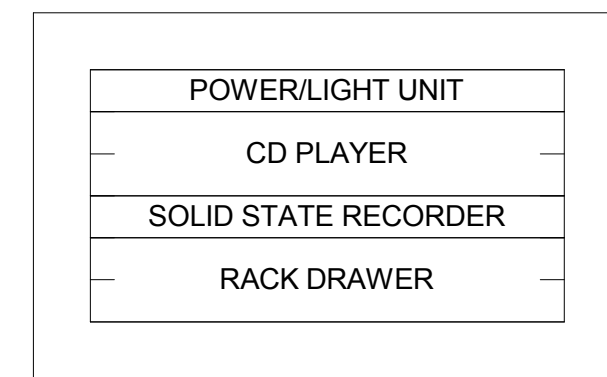 POWER/LIGHT UNIT
CD PLAYER
SOLID STATE RECORDER
RACK DRAWER